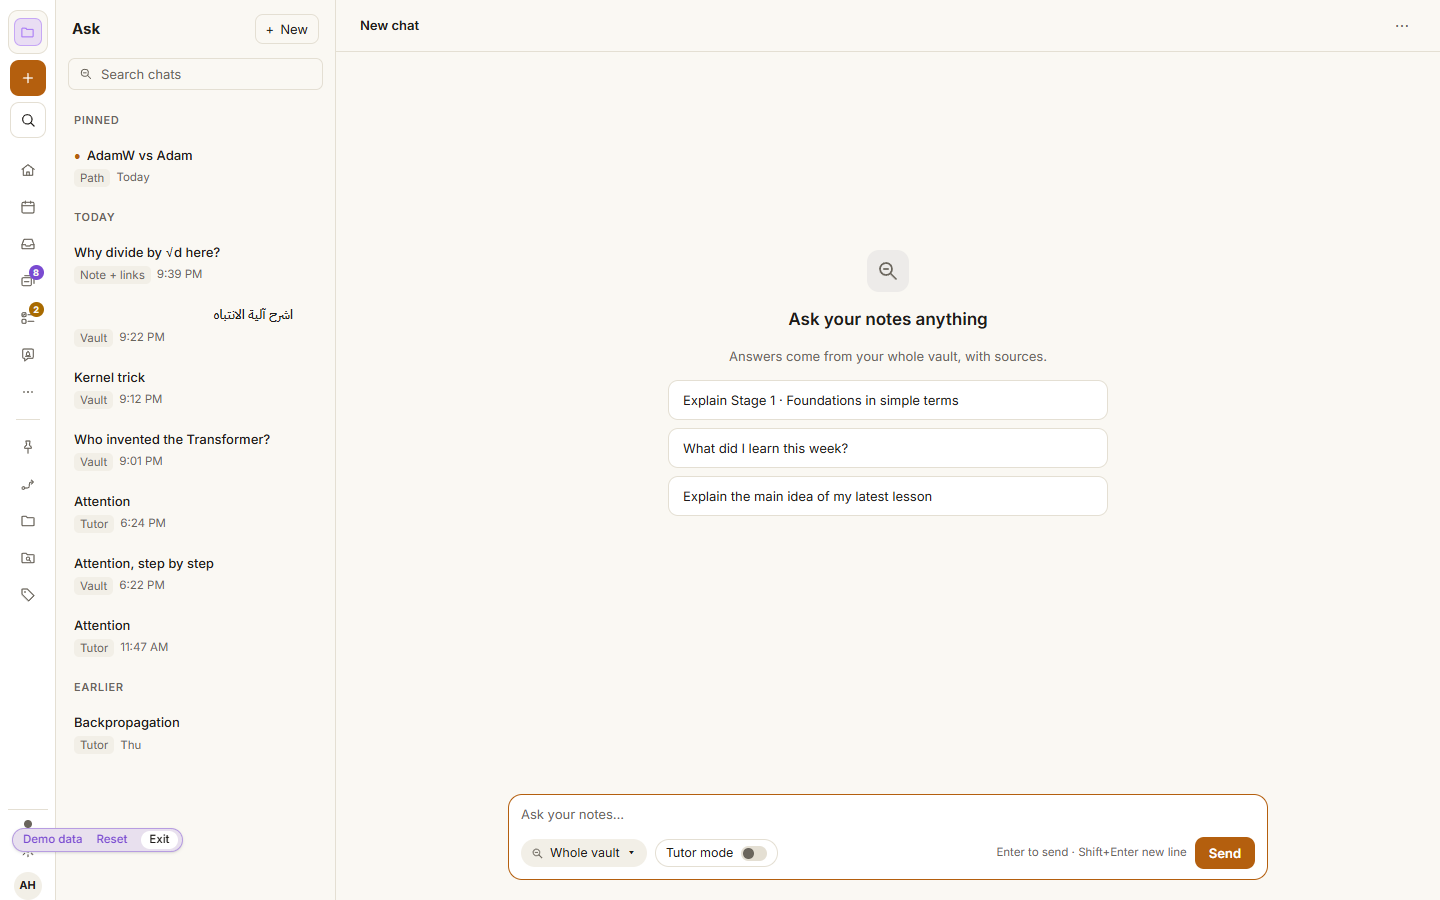 Ask
+ New
Search chats
PINNED
AdamW vs Adam
Path Today
TODAY
Why divide by √d here?
Note + links 9:39 PM
اشرح آلية الانتباه
Vault 9:22 PM
Kernel trick
Vault 9:12 PM
Who invented the Transformer?
Vault 9:01 PM
Attention
Tutor 6:24 PM
Attention, step by step
Vault 6:22 PM
Attention
Tutor 11:47 AM
EARLIER
Backpropagation
Tutor Thu
8
2
Demo data Reset Exit
AH
New chat
Ask your notes anything
Answers come from your whole vault, with sources.
Explain Stage 1 · Foundations in simple terms
What did I learn this week?
Explain the main idea of my latest lesson
Ask your notes...
Whole vault Tutor mode Enter to send · Shift+Enter new line Send